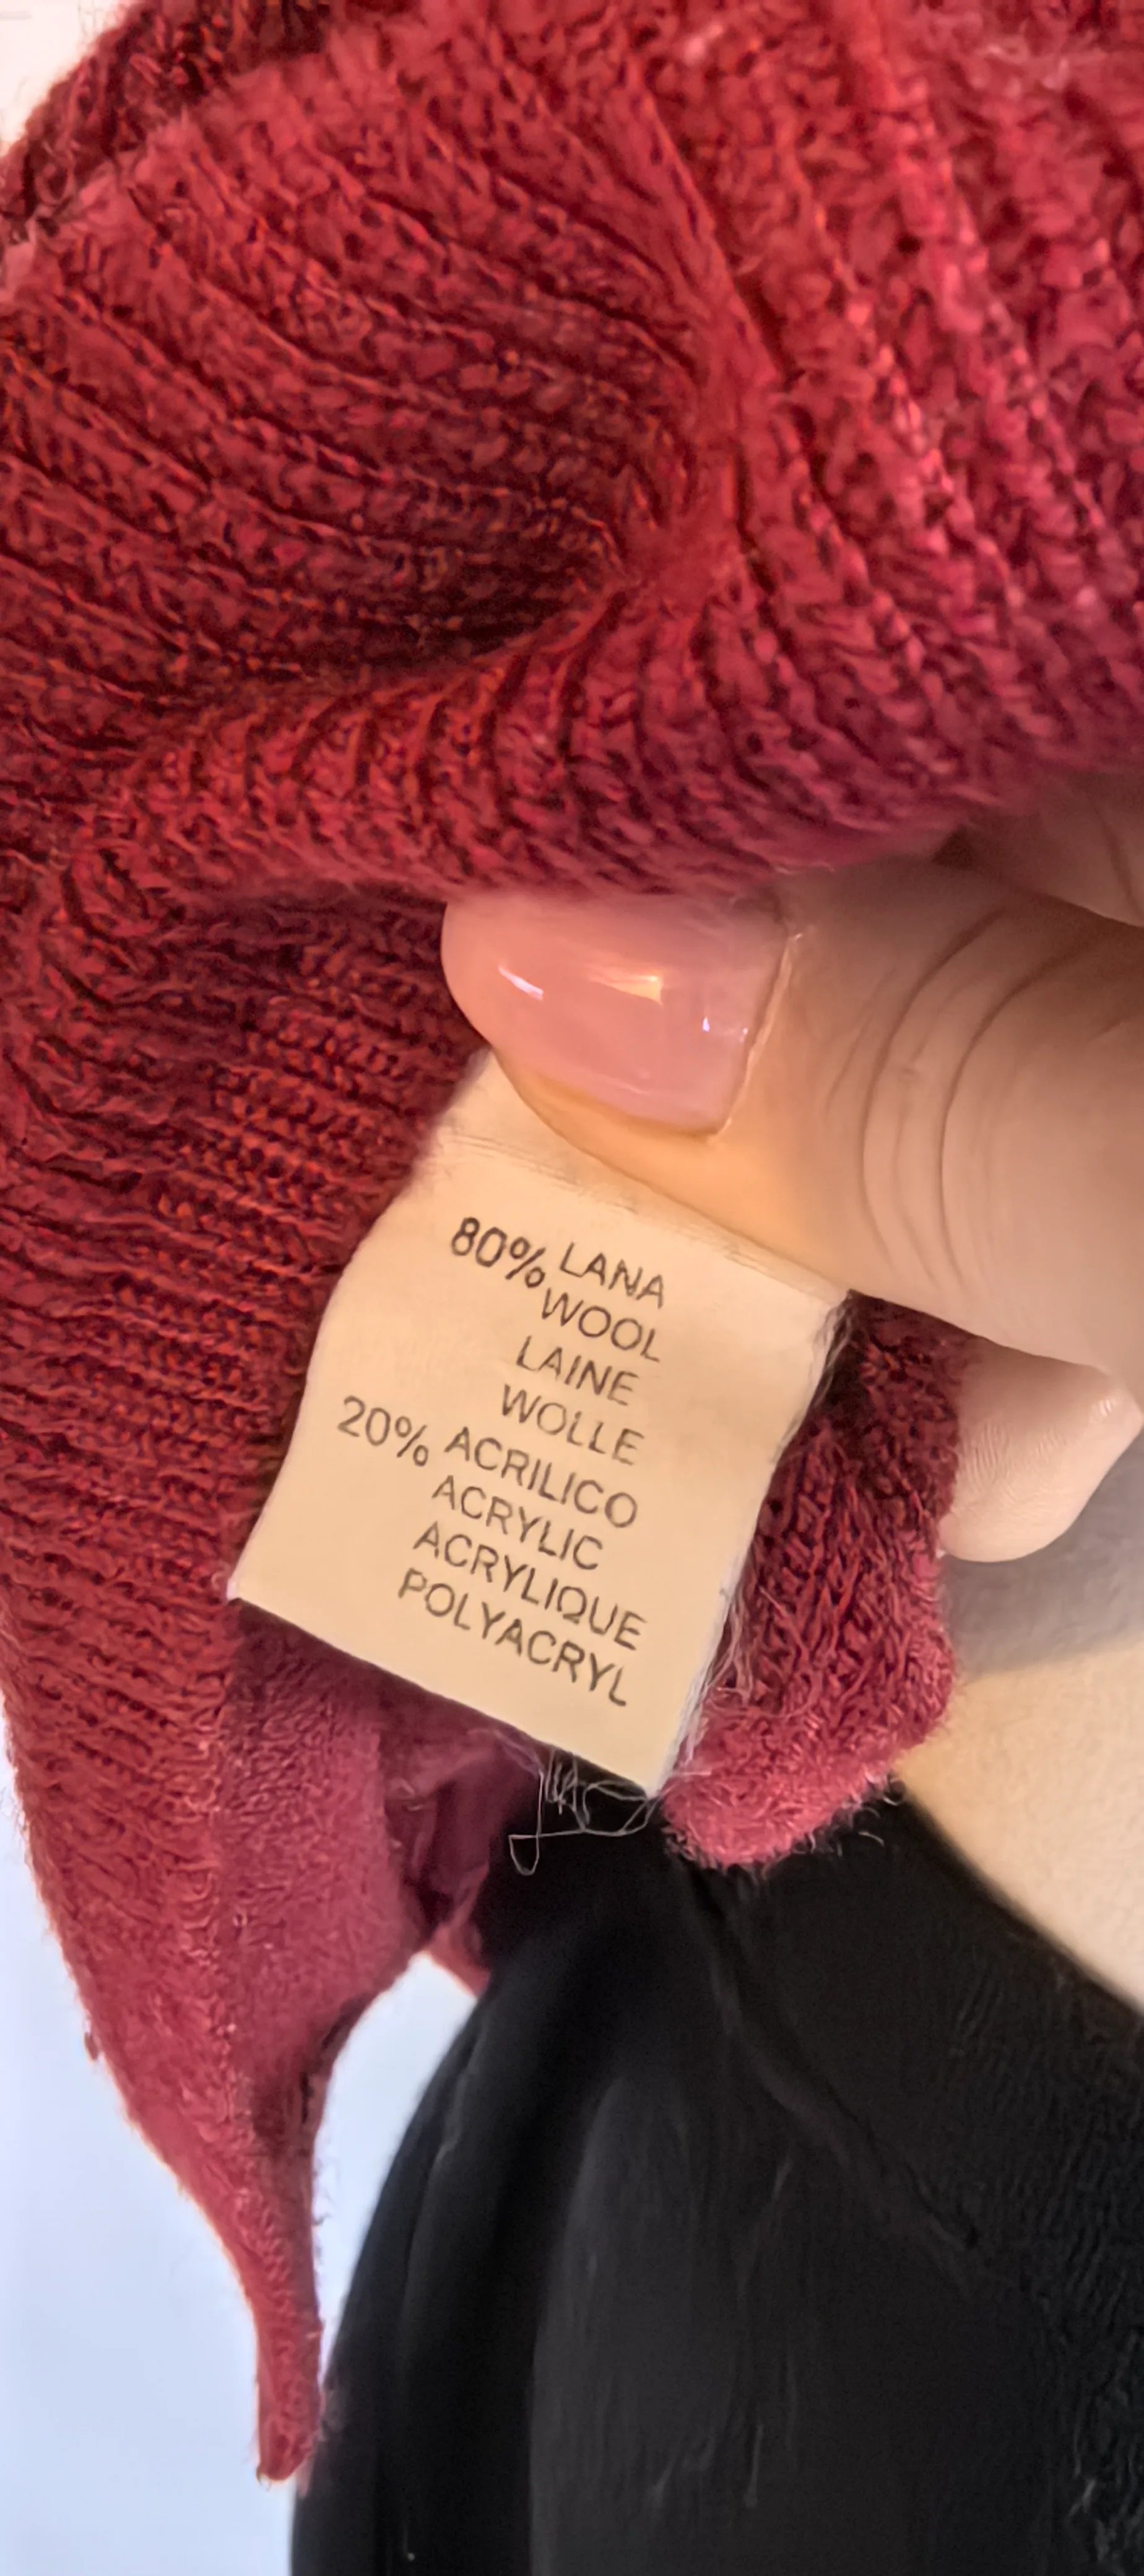 80% LANA
WOOL
LAINE
WOLLE
20% ACRILICO
ACRYLIC
ACRYLIQUE
POLYACRYL